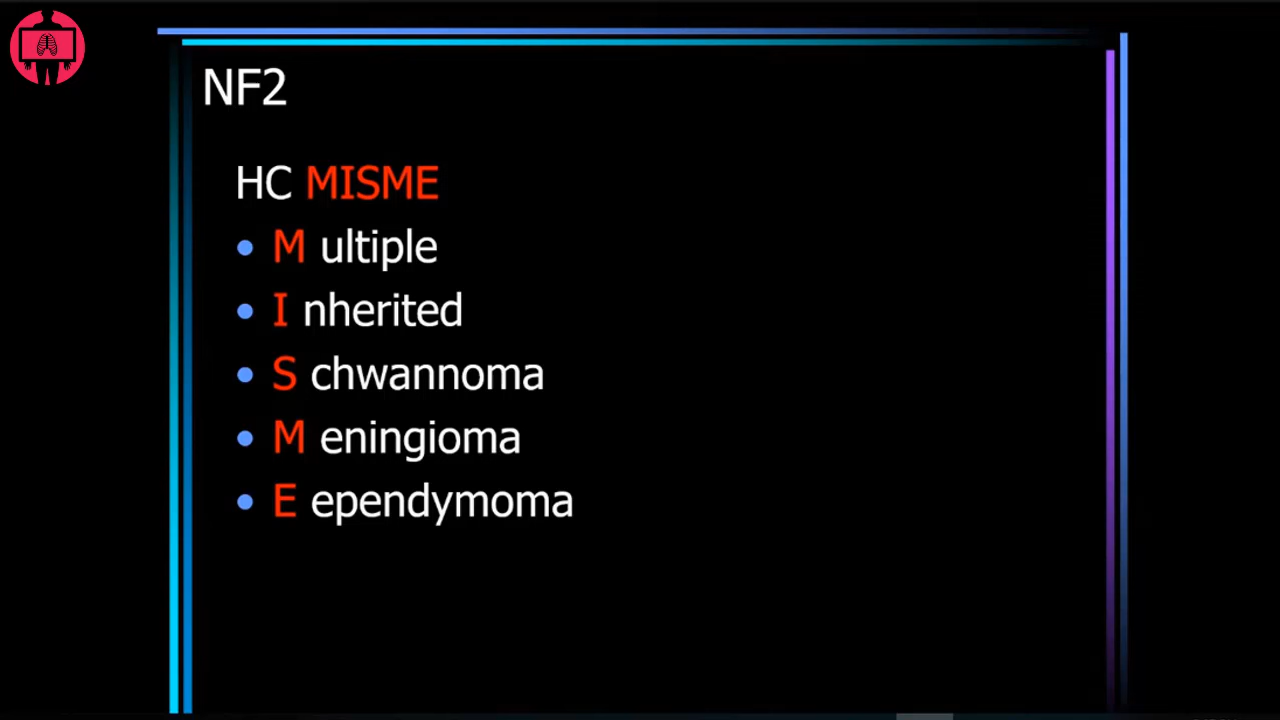 NF2
HC MISME
• M ultiple
• I nherited
• S chwannoma
• M eningioma
• E ependymoma